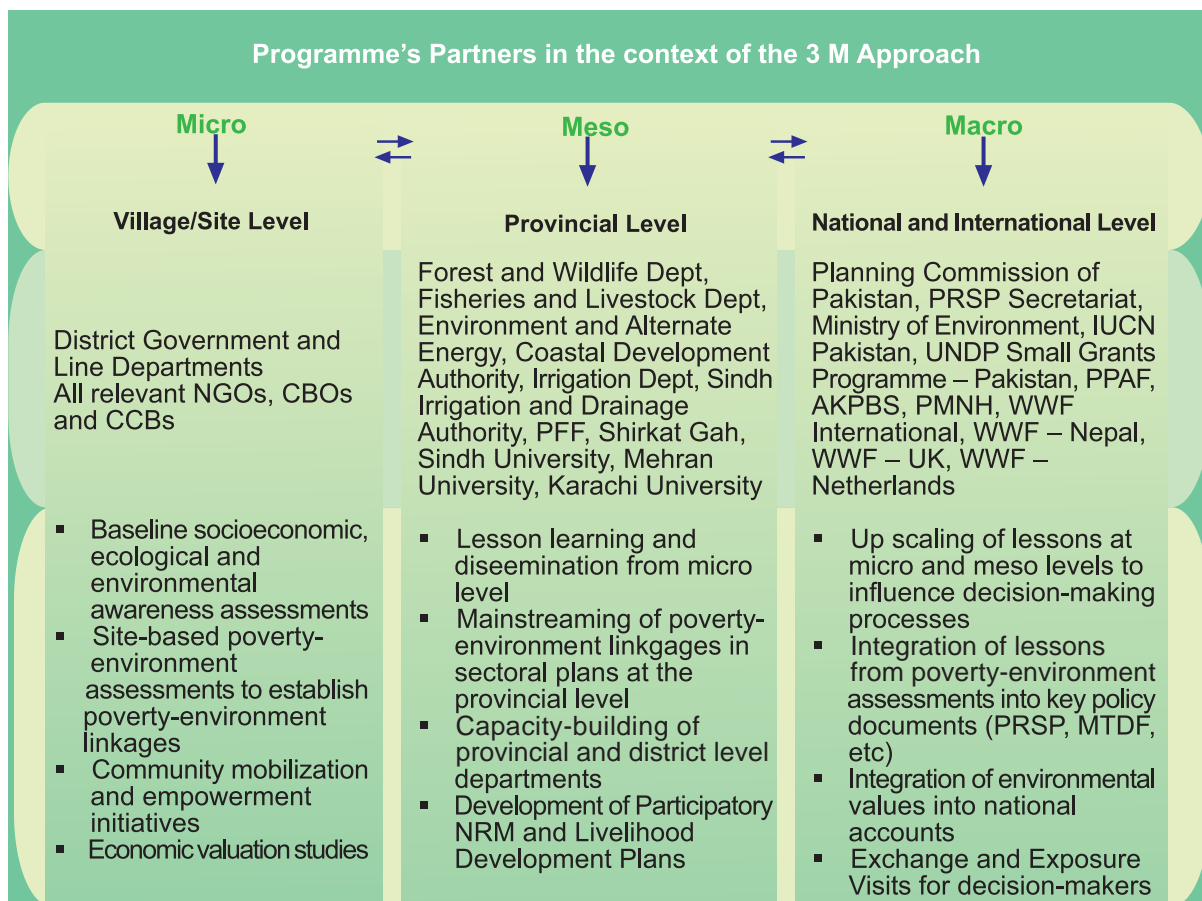 Programme's Partners in the context of the 3 M Approach
Micro
Village/Site Level
District Government and
Line Departments
All relevant NGOs, CBOs
and CCBs
▪ Baseline socioeconomic,
ecological and
environmental
awareness assessments
▪ Site-based poverty-
environment
assessments to establish
poverty-environment
linkages
▪ Community mobilization
and empowerment
initiatives
▪ Economic valuation studies
Meso
Provincial Level
Forest and Wildlife Dept,
Fisheries and Livestock Dept,
Environment and Alternate
Energy, Coastal Development
Authority, Irrigation Dept, Sindh
Irrigation and Drainage
Authority, PFF, Shirkat Gah,
Sindh University, Mehran
University, Karachi University
▪ Lesson learning and
diseemination from micro
level
▪ Mainstreaming of poverty-
environment linkgages in
sectoral plans at the
provincial level
▪ Capacity-building of
provincial and district level
departments
▪ Development of Participatory
NRM and Livelihood
Development Plans
Macro
National and International Level
Planning Commission of
Pakistan, PRSP Secretariat,
Ministry of Environment, IUCN
Pakistan, UNDP Small Grants
Programme – Pakistan, PPAF,
AKPBS, PMNH, WWF
International, WWF – Nepal,
WWF – UK, WWF –
Netherlands
▪ Up scaling of lessons at
micro and meso levels to
influence decision-making
processes
▪ Integration of lessons
from poverty-environment
assessments into key policy
documents (PRSP, MTDF,
etc)
▪ Integration of environmental
values into national
accounts
▪ Exchange and Exposure
Visits for decision-makers